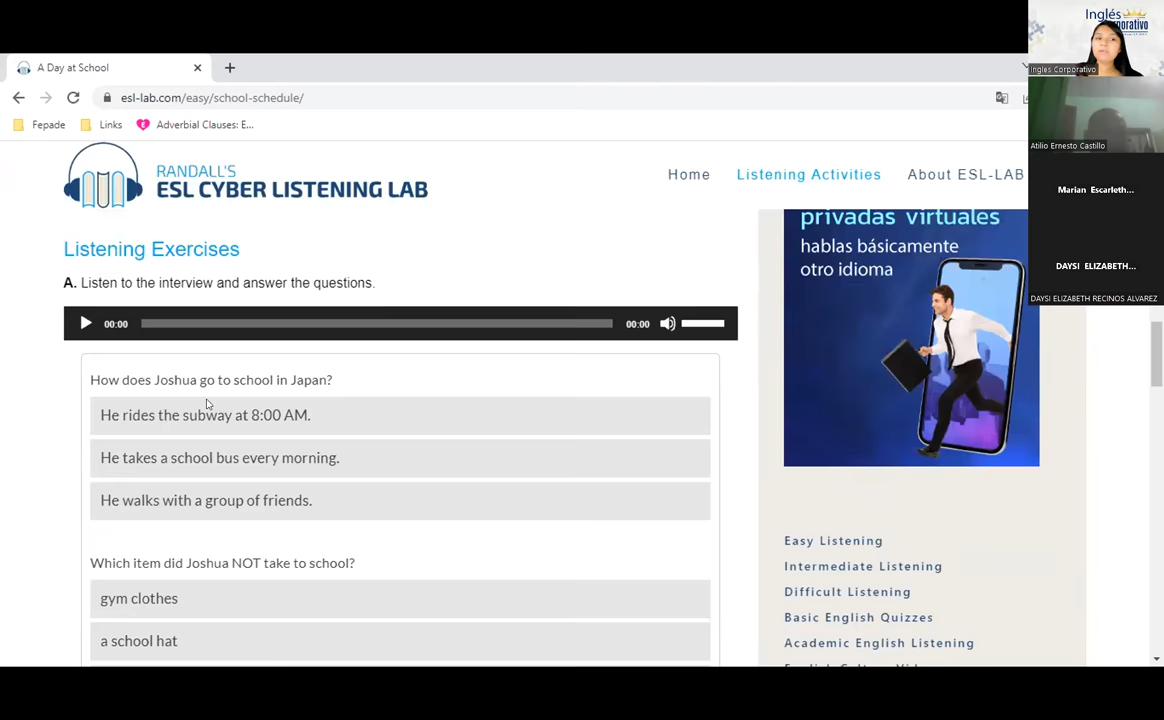 A Day at School
esl-lab.com/easy/school-schedule/
Fepade
Links
Adverbial Clauses: E...
RANDALL'S
ESL CYBER LISTENING LAB
Home
Listening Activities
About ESL-LAB
Listening Exercises
A. Listen to the interview and answer the questions.
00:00
00:00
How does Joshua go to school in Japan?
He rides the subway at 8:00 AM.
He takes a school bus every morning.
He walks with a group of friends.
Which item did Joshua NOT take to school?
gym clothes
a school hat
privadas virtuales
hablas básicamente
otro idioma
Easy Listening
Intermediate Listening
Difficult Listening
Basic English Quizzes
Academic English Listening
Inglés
Ingles Corporativo
Atilio Ernesto Castillo
Marian Escarleth...
DAYSI ELIZABETH...
DAYSI ELIZABETH RECINOS ALVAREZ